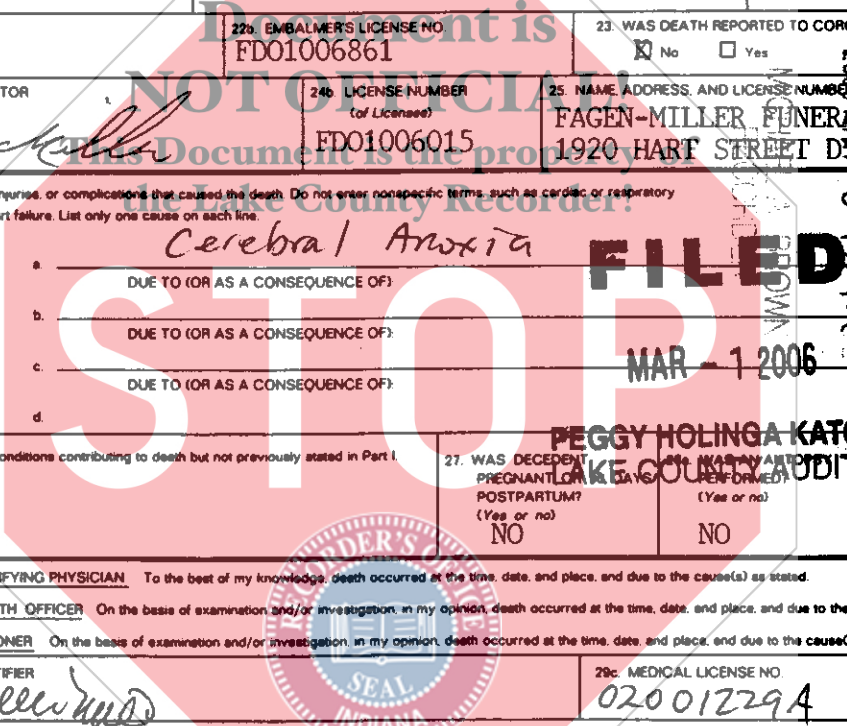 Document is
22b. EMBALMER'S LICENSE NO.
FDO1006861
23. WAS DEATH REPORTED TO CORO
X No Yes
NOT OFFICIAL!
TOR
24b. LICENSE NUMBER
(of Licensee)
FDO1006015
25. NAME, ADDRESS, AND LICENSE NUMBE
FAGEN-MILLER FUNERA
1920 HART STREET D
This Document is the property of
the Lake County Recorder!
njuries, or complications that caused the death. Do not enter nonspecific terms, such as cardiac or respiratory
rt failure. List only one cause on each line.
a. Cerebral Anoxia
DUE TO (OR AS A CONSEQUENCE OF):
b.
DUE TO (OR AS A CONSEQUENCE OF):
c.
DUE TO (OR AS A CONSEQUENCE OF):
d.
STOP
FILED
MAR - 1 2006
PEGGY HOLINGA KATO
LAKE COUNTY AUDIT
BROWN
onditions contributing to death but not previously stated in Part I.
27. WAS DECEDENT
PREGNANT OR DAYS
POSTPARTUM?
(Yes or no)
NO
PERFORMED?
(Yes or no)
NO
RECORDER'S OFFICE
SEAL
INDIANA
IFYING PHYSICIAN To the best of my knowledge, death occurred at the time, date, and place, and due to the cause(s) as stated.
TH OFFICER On the basis of examination and/or investigation, in my opinion, death occurred at the time, date, and place, and due to the
ONER On the basis of examination and/or investigation, in my opinion, death occurred at the time, date, and place, and due to the cause(
IFIER
29c. MEDICAL LICENSE NO.
02001229A